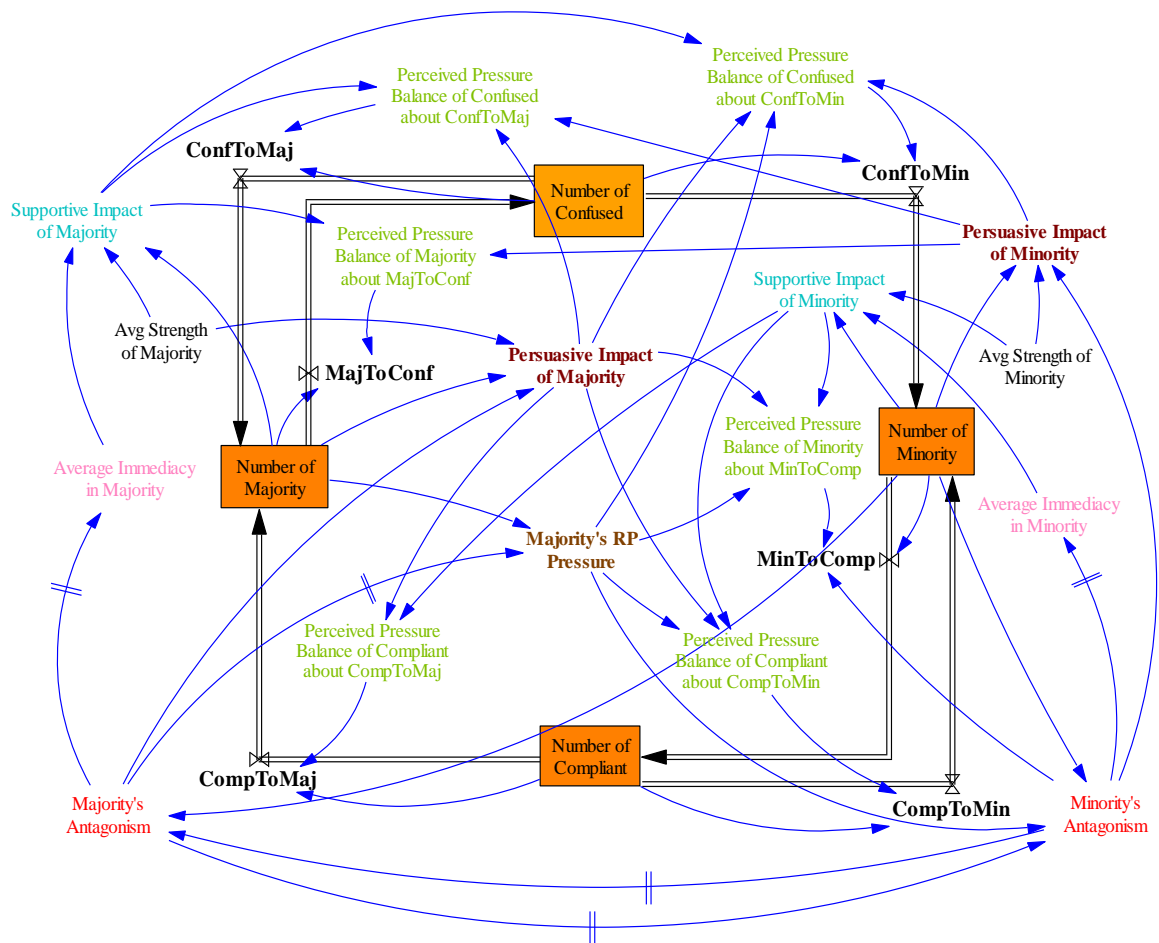 Perceived Pressure
Balance of Confused
about ConfToMin
Perceived Pressure
Balance of Confused
about ConfToMaj
ConfToMaj
ConfToMin
Number of
Confused
Supportive Impact
of Majority
Perceived Pressure
Balance of Majority
about MajToConf
Persuasive Impact
of Minority
Supportive Impact
of Minority
Avg Strength
of Majority
Persuasive Impact
of Majority
Avg Strength of
Minority
MajToConf
Perceived Pressure
Balance of Minority
about MinToComp
Number of
Minority
Average Immediacy
in Majority
Number of
Majority
Average Immediacy
in Minority
Majority's RP
Pressure
MinToComp
Perceived Pressure
Balance of Compliant
about CompToMaj
Perceived Pressure
Balance of Compliant
about CompToMin
Number of
Compliant
CompToMaj
CompToMin
Majority's
Antagonism
Minority's
Antagonism